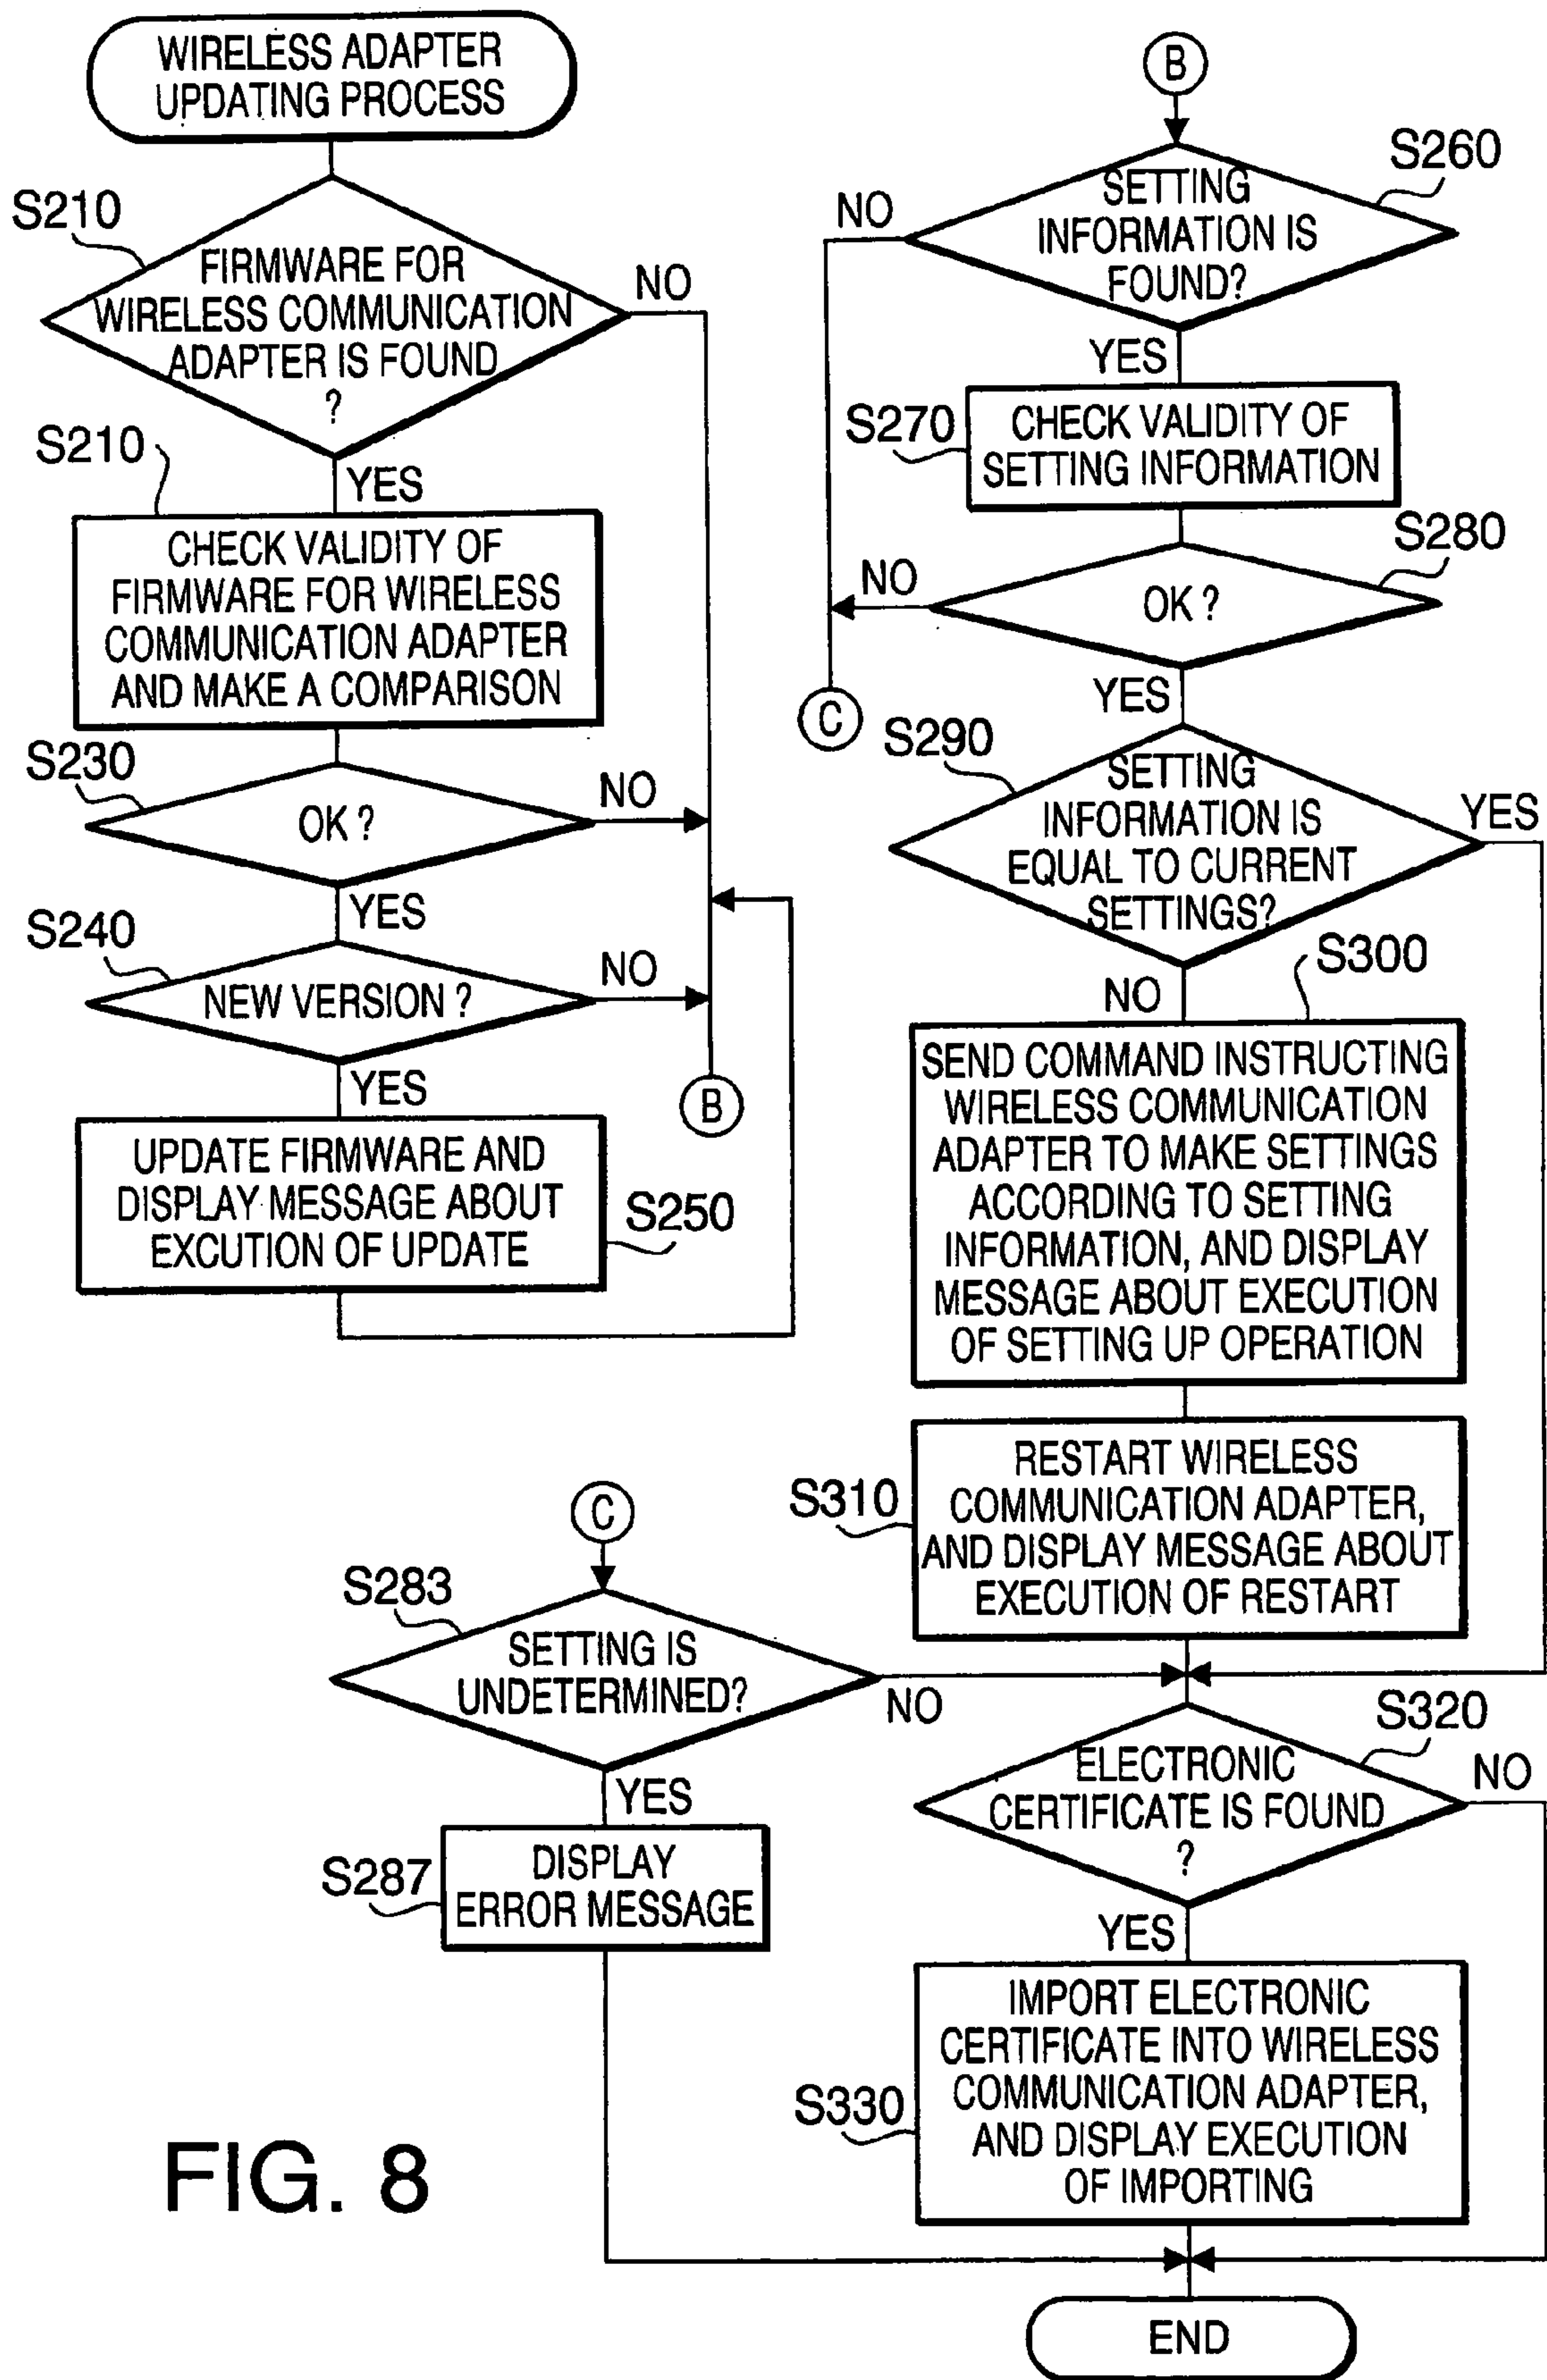 WIRELESS ADAPTER
UPDATING PROCESS
S210
FIRMWARE FOR
WIRELESS COMMUNICATION
ADAPTER IS FOUND
?
NO
YES
S210
CHECK VALIDITY OF
FIRMWARE FOR WIRELESS
COMMUNICATION ADAPTER
AND MAKE A COMPARISON
S230
OK ?
NO
YES
S240
NEW VERSION ?
NO
YES
B
UPDATE FIRMWARE AND
DISPLAY MESSAGE ABOUT
EXCUTION OF UPDATE
S250
B
S260
SETTING
INFORMATION IS
FOUND?
NO
YES
S270
CHECK VALIDITY OF
SETTING INFORMATION
S280
OK ?
NO
YES
C
S290
SETTING
INFORMATION IS
EQUAL TO CURRENT
SETTINGS?
YES
NO
S300
SEND COMMAND INSTRUCTING
WIRELESS COMMUNICATION
ADAPTER TO MAKE SETTINGS
ACCORDING TO SETTING
INFORMATION, AND DISPLAY
MESSAGE ABOUT EXECUTION
OF SETTING UP OPERATION
S310
RESTART WIRELESS
COMMUNICATION ADAPTER,
AND DISPLAY MESSAGE ABOUT
EXECUTION OF RESTART
C
S283
SETTING IS
UNDETERMINED?
NO
YES
S287
DISPLAY
ERROR MESSAGE
S320
ELECTRONIC
CERTIFICATE IS FOUND
?
NO
YES
S330
IMPORT ELECTRONIC
CERTIFICATE INTO WIRELESS
COMMUNICATION ADAPTER,
AND DISPLAY EXECUTION
OF IMPORTING
END
FIG. 8